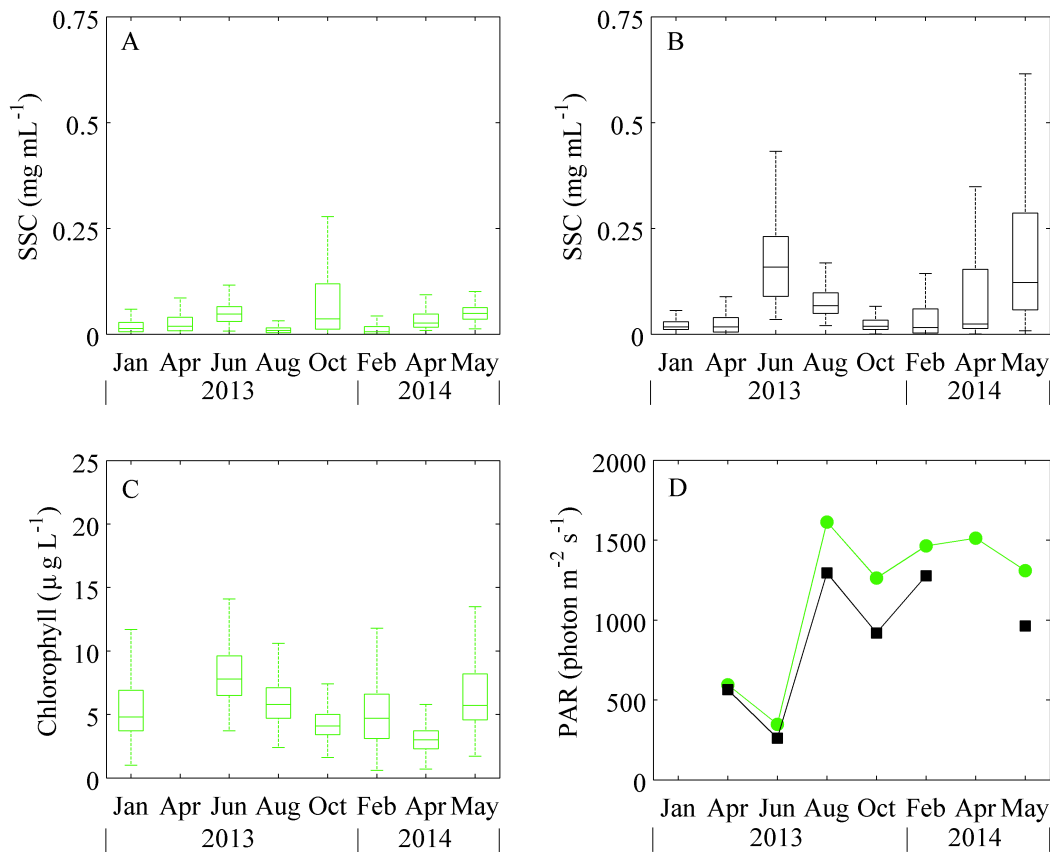 A
SSC (mg mL⁻¹)
0.75
0.5
0.25
0
Jan Apr Jun Aug Oct Feb Apr May
2013 2014
B
SSC (mg mL⁻¹)
0.75
0.5
0.25
0
Jan Apr Jun Aug Oct Feb Apr May
2013 2014
C
Chlorophyll (μ g L⁻¹)
25
20
15
10
5
0
Jan Apr Jun Aug Oct Feb Apr May
2013 2014
D
PAR (photon m⁻² s⁻¹)
2000
1500
1000
500
0
Jan Apr Jun Aug Oct Feb Apr May
2013 2014